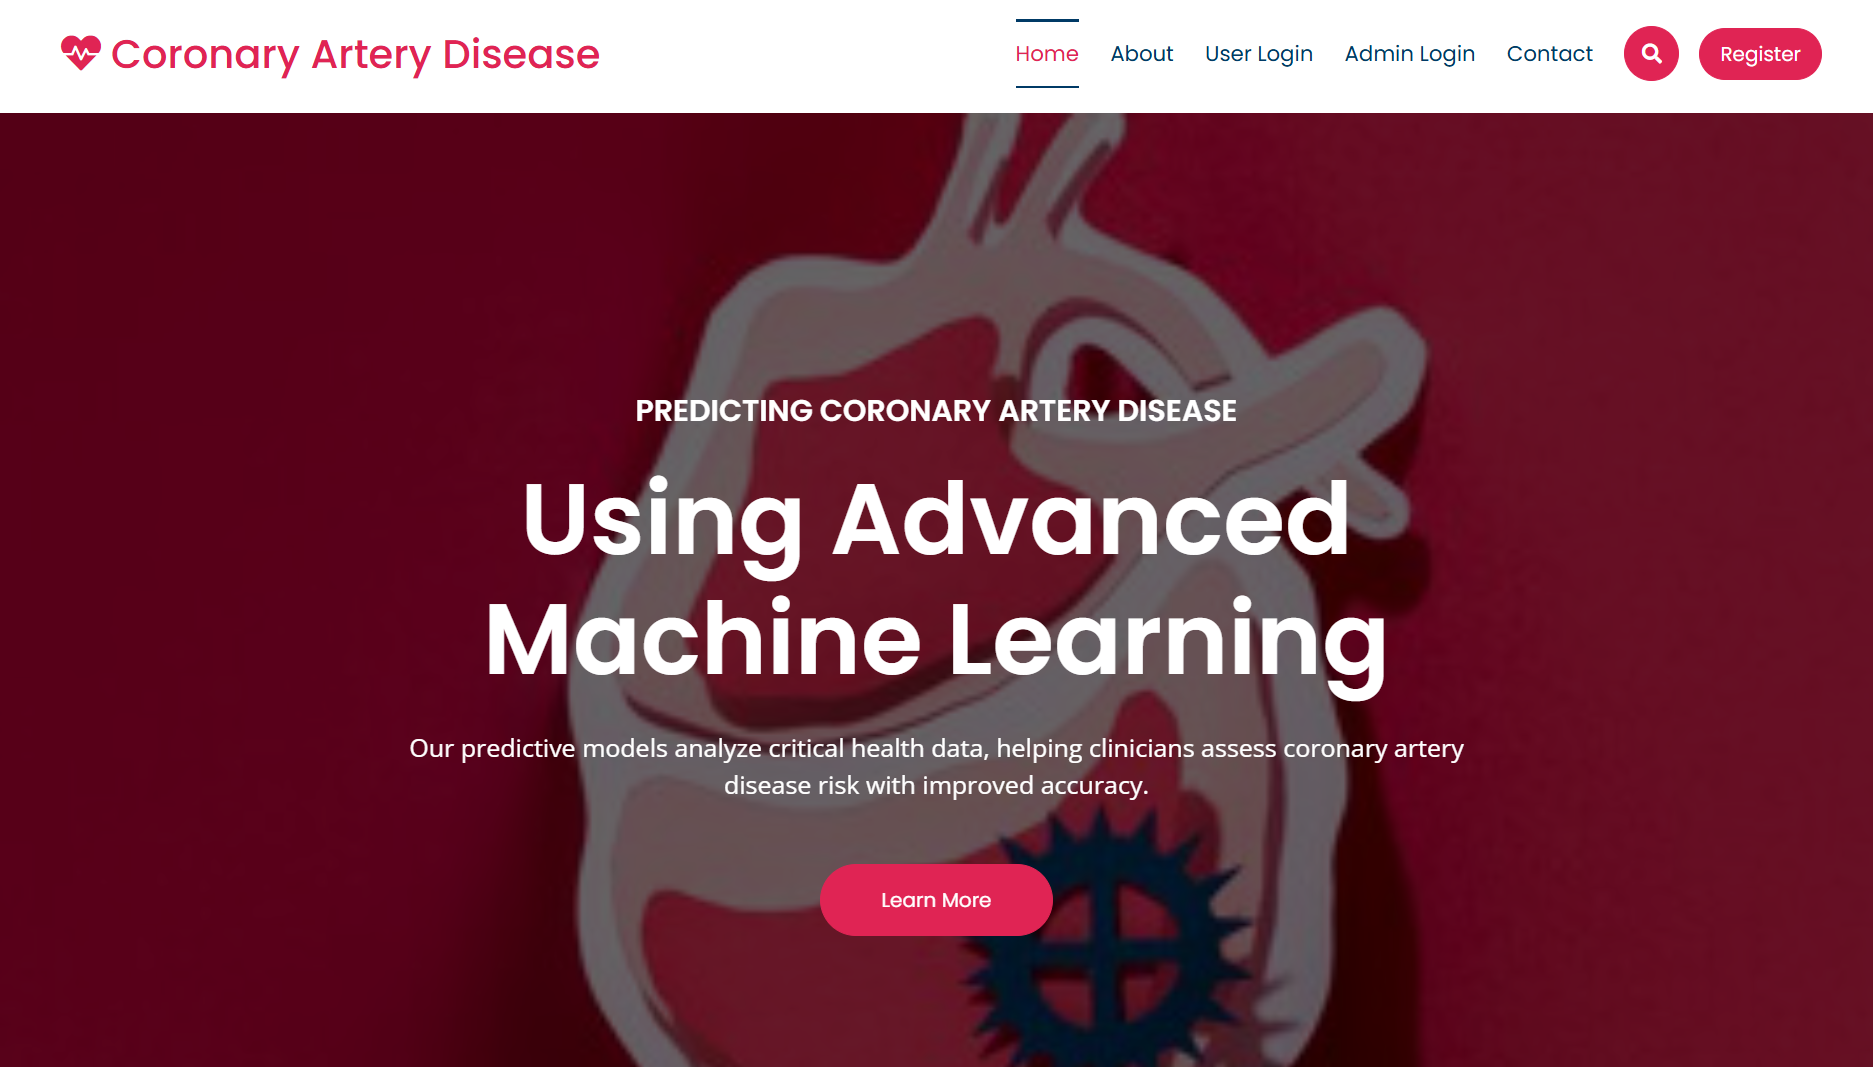 Coronary Artery Disease
Home About User Login Admin Login Contact Register
PREDICTING CORONARY ARTERY DISEASE
Using Advanced
Machine Learning
Our predictive models analyze critical health data, helping clinicians assess coronary artery
disease risk with improved accuracy.
Learn More